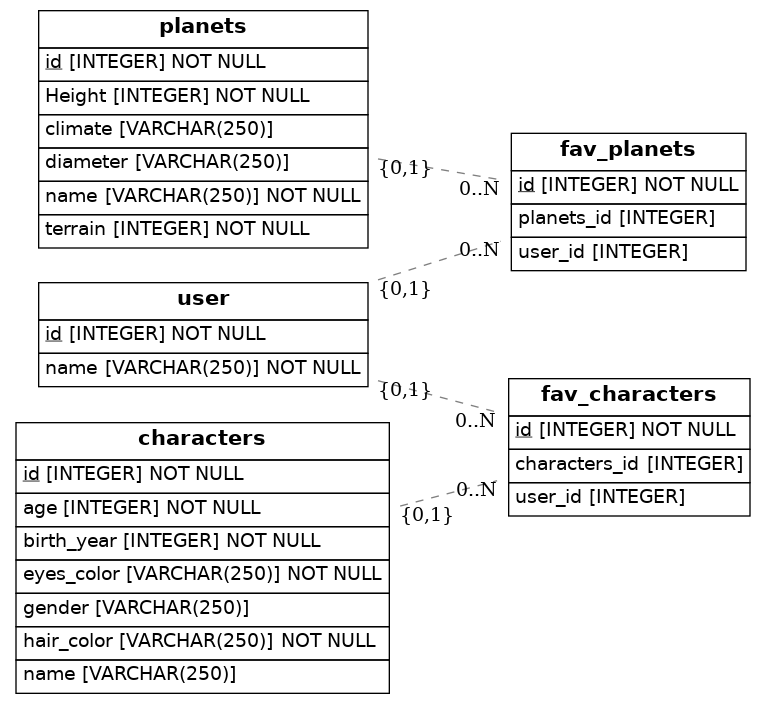 planets
id [INTEGER] NOT NULL
Height [INTEGER] NOT NULL
climate [VARCHAR(250)]
diameter [VARCHAR(250)]
name [VARCHAR(250)] NOT NULL
terrain [INTEGER] NOT NULL
{0,1}
0..N
fav_planets
id [INTEGER] NOT NULL
planets_id [INTEGER]
user_id [INTEGER]
0..N
{0,1}
user
id [INTEGER] NOT NULL
name [VARCHAR(250)] NOT NULL
{0,1}
0..N
fav_characters
id [INTEGER] NOT NULL
characters_id [INTEGER]
user_id [INTEGER]
0..N
{0,1}
characters
id [INTEGER] NOT NULL
age [INTEGER] NOT NULL
birth_year [INTEGER] NOT NULL
eyes_color [VARCHAR(250)] NOT NULL
gender [VARCHAR(250)]
hair_color [VARCHAR(250)] NOT NULL
name [VARCHAR(250)]